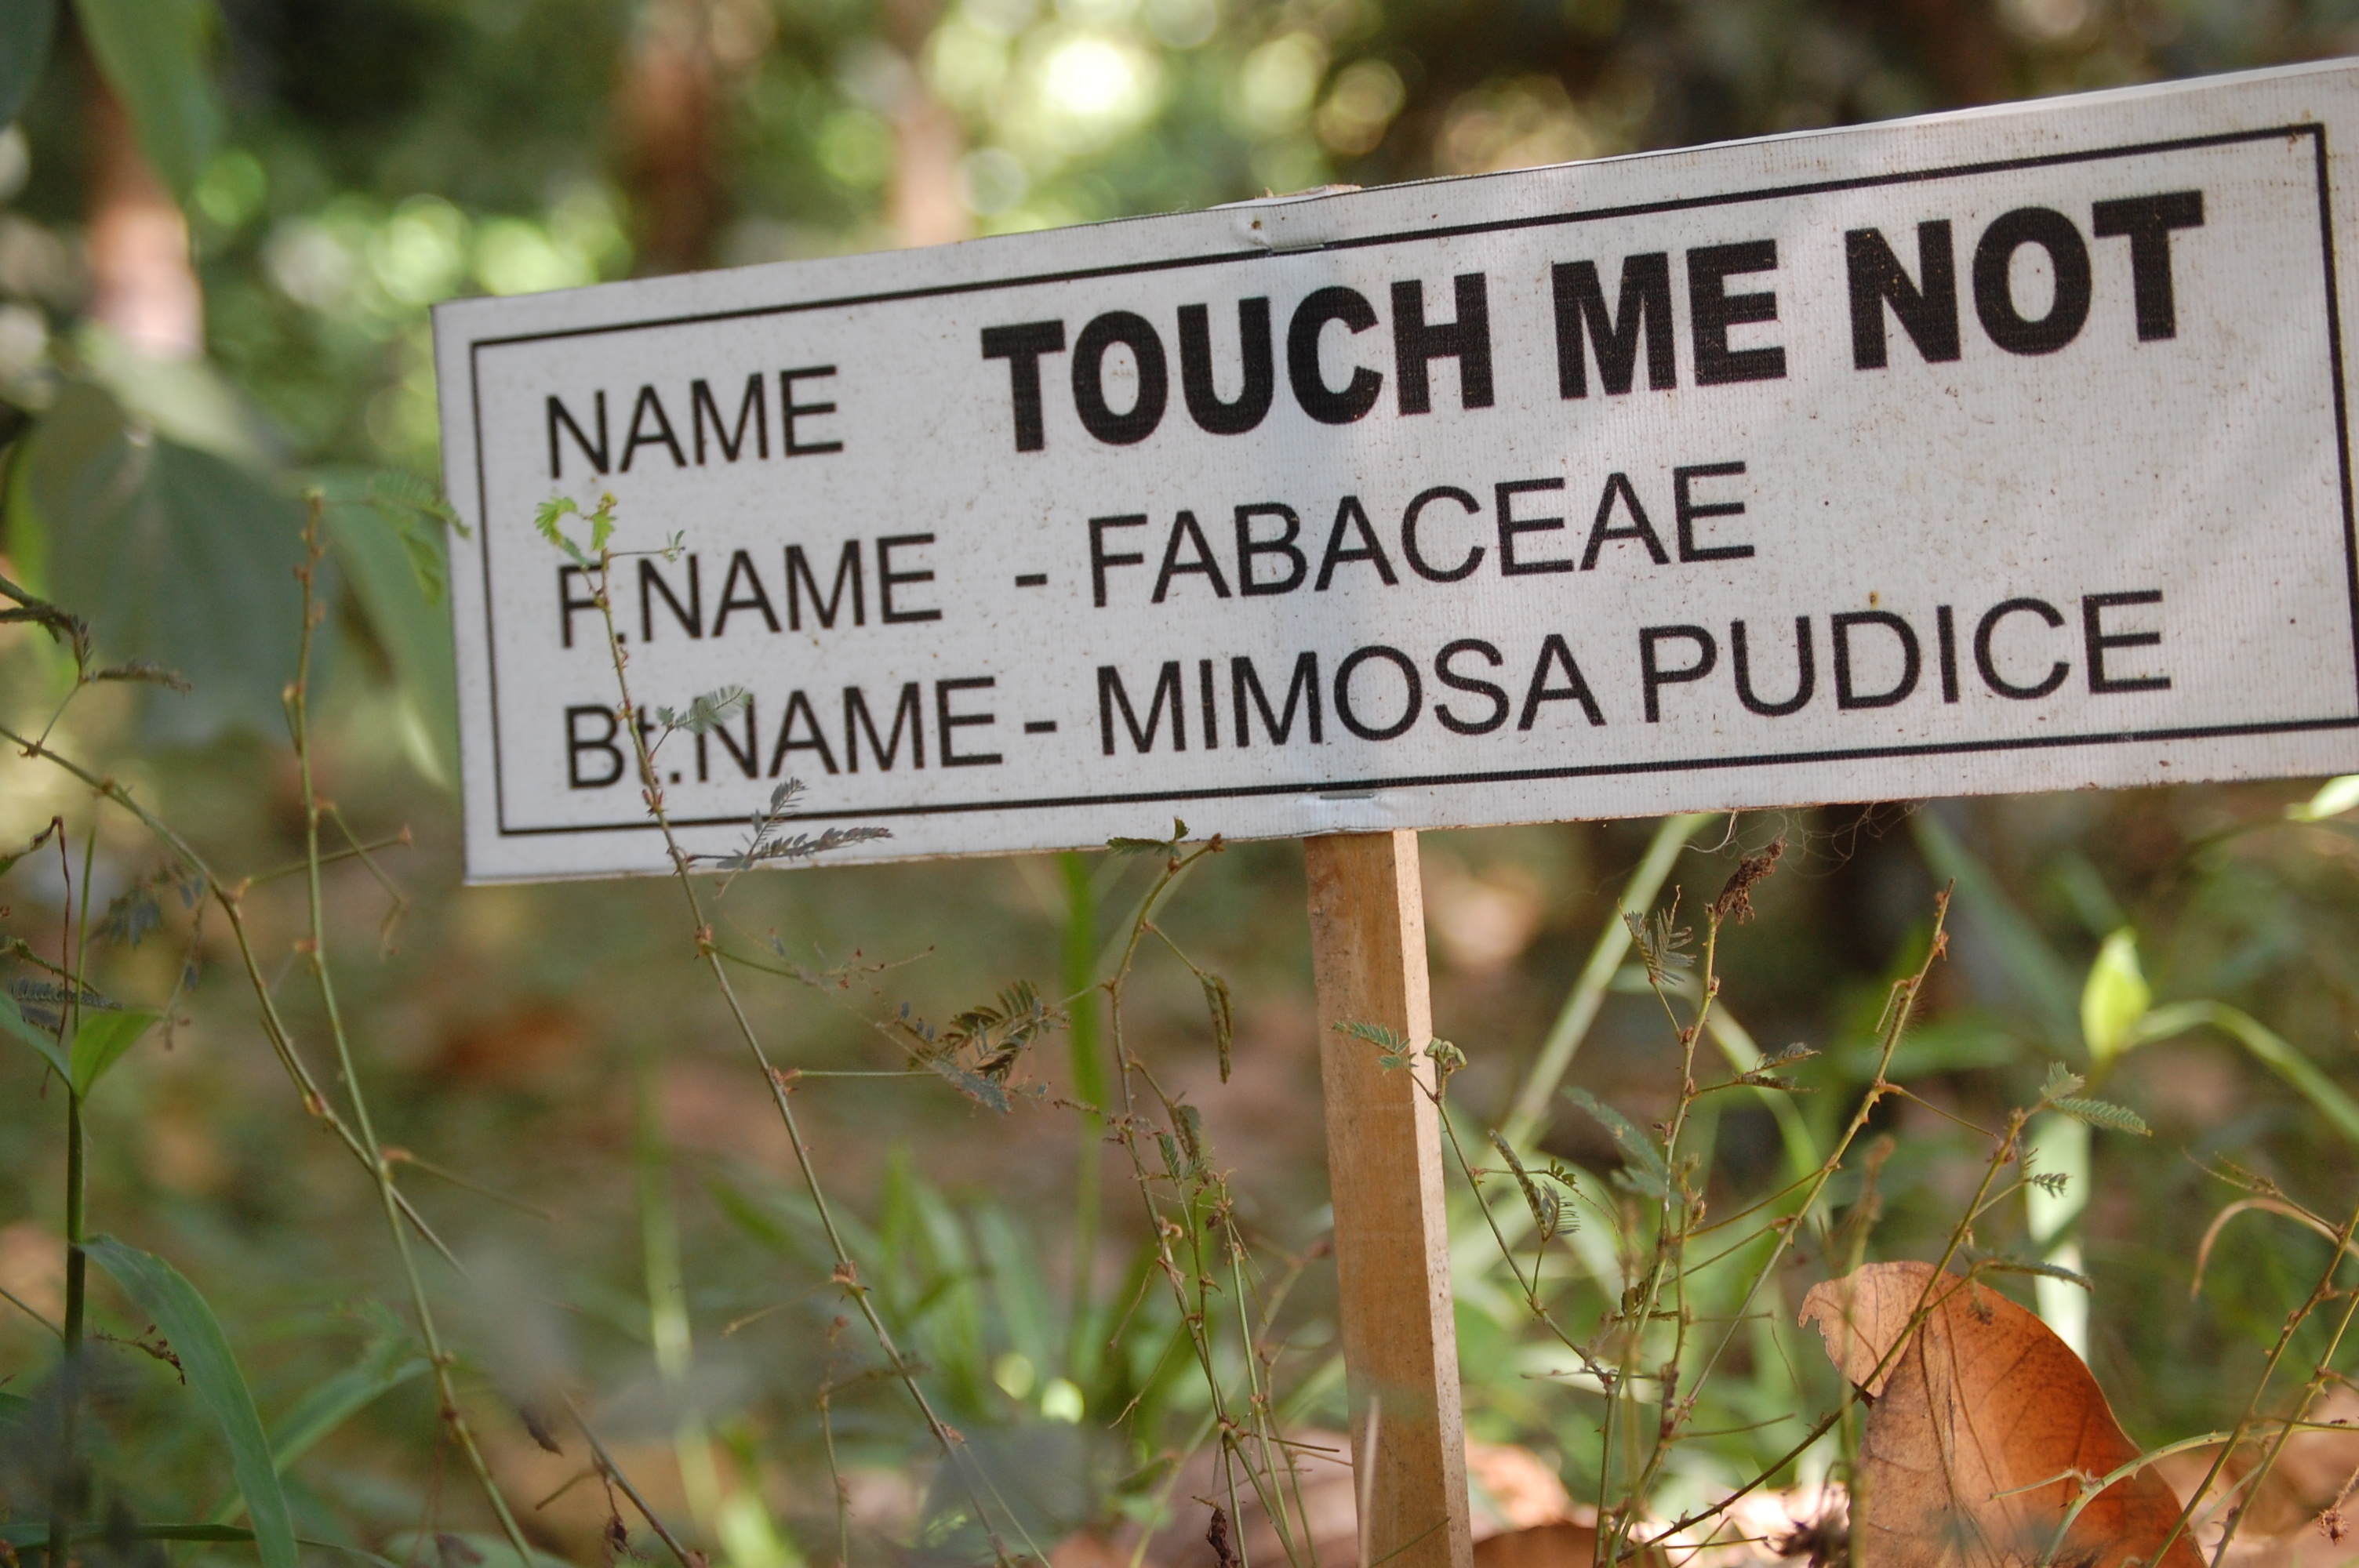 NAME TOUCH ME NOT
F.NAME - FABACEAE
Bt.NAME - MIMOSA PUDICE